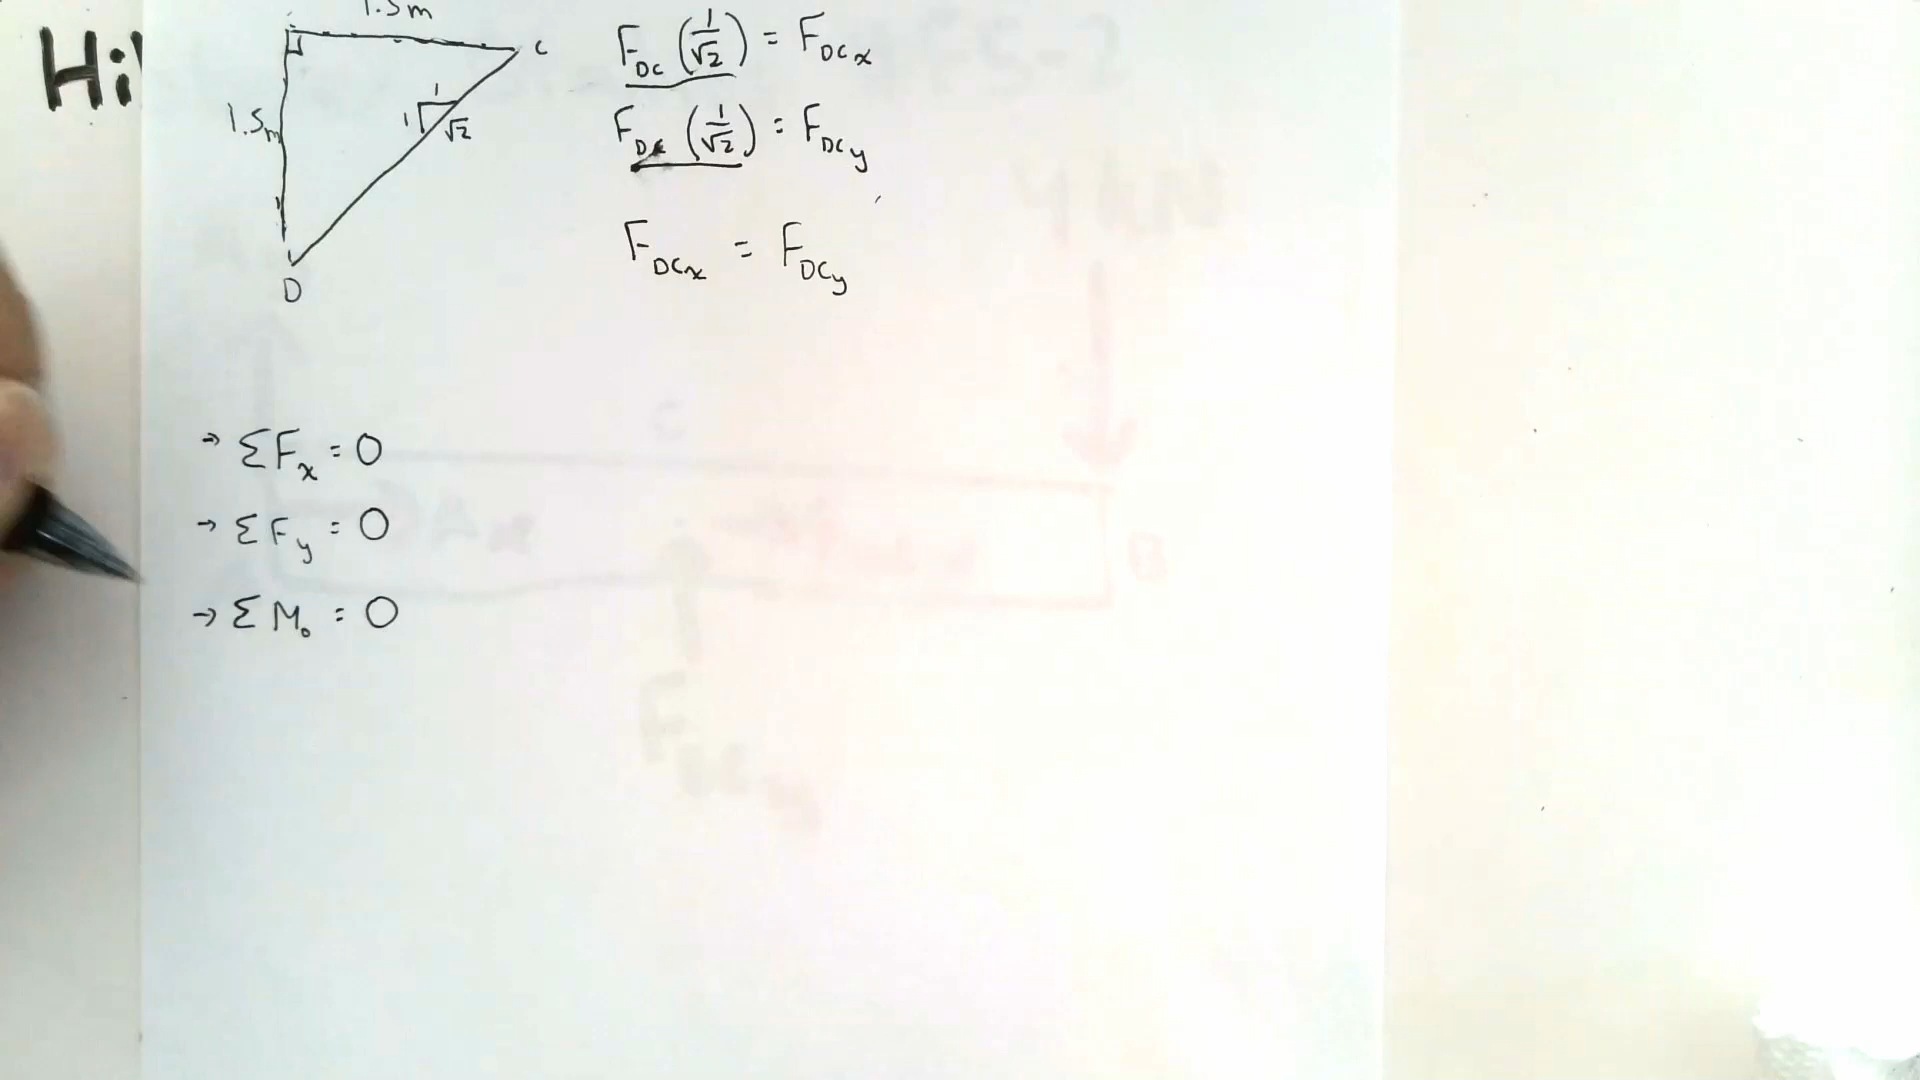 Hi
1.5m
C
1.5m
1
1
√2
D
F_DC (1/√2) = F_DCx
F_DC (1/√2) = F_DCy
F_DCx = F_DCy
→ ΣF_x = 0
→ ΣF_y = 0
→ ΣM_o = 0